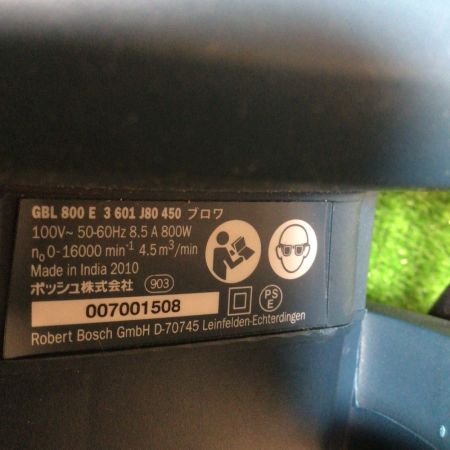 GBL 800 E 3 601 J80 450 ブロワ
100V~ 50-60Hz 8.5 A 800W
n₀ 0-16000 min⁻¹ 4.5 m³/min
Made in India 2010
ボッシュ株式会社 903
007001508
PS
E
Robert Bosch GmbH D-70745 Leinfelden-Echterdingen